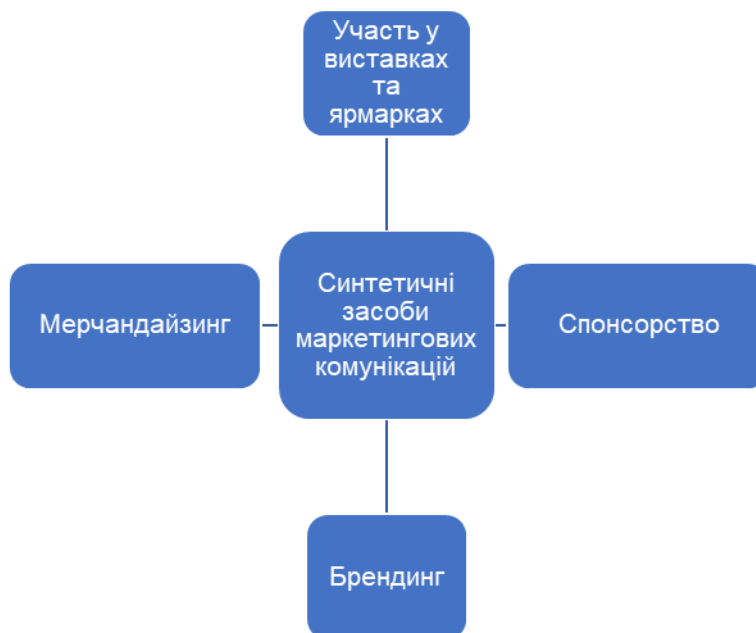 Участь у
виставках
та
ярмарках
Мерчандайзинг
Синтетичні
засоби
маркетингових
комунікацій
Спонсорство
Брендинг